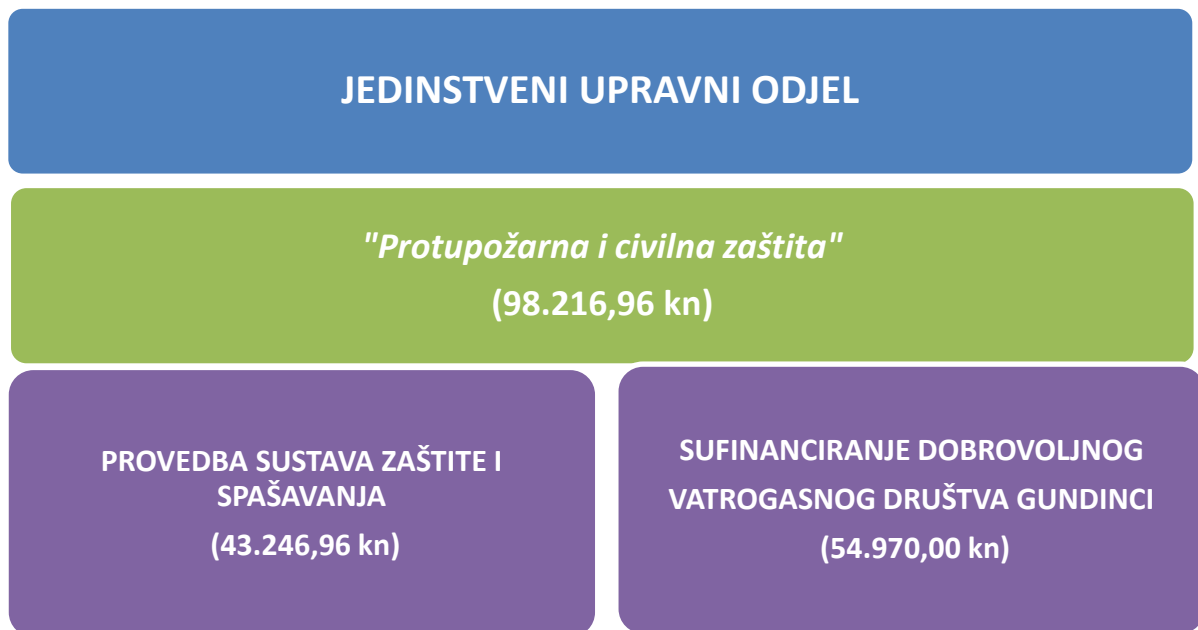 JEDINSTVENI UPRAVNI ODJEL
"Protupožarna i civilna zaštita"
(98.216,96 kn)
PROVEDBA SUSTAVA ZAŠTITE I
SPAŠAVANJA
(43.246,96 kn)
SUFINANCIRANJE DOBROVOLJNOG
VATROGASNOG DRUŠTVA GUNDINCI
(54.970,00 kn)